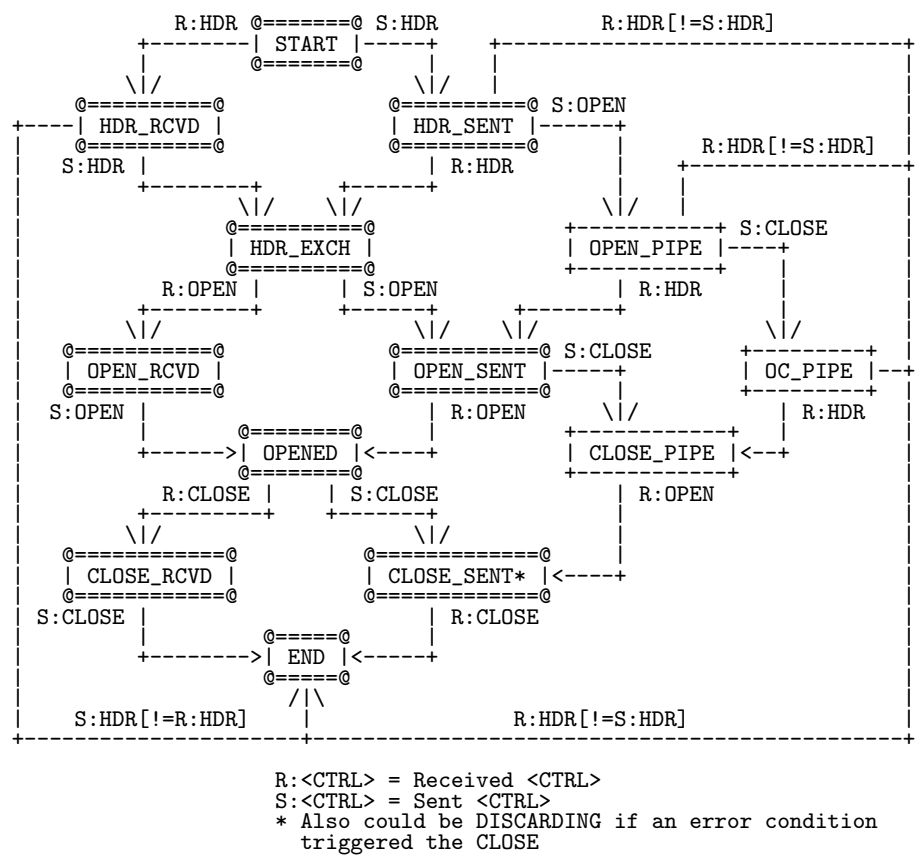 R:HDR @=======@ S:HDR R:HDR[!=S:HDR]
START
HDR_RCVD HDR_SENT S:OPEN
R:HDR[!=S:HDR]
S:HDR R:HDR
HDR_EXCH OPEN_PIPE S:CLOSE
R:OPEN S:OPEN R:HDR
OPEN_RCVD OPEN_SENT S:CLOSE OC_PIPE
S:OPEN R:OPEN R:HDR
OPENED CLOSE_PIPE
R:CLOSE S:CLOSE R:OPEN
CLOSE_RCVD CLOSE_SENT*
S:CLOSE R:CLOSE
END
S:HDR[!=R:HDR] R:HDR[!=S:HDR]
R:<CTRL> = Received <CTRL>
S:<CTRL> = Sent <CTRL>
* Also could be DISCARDING if an error condition
triggered the CLOSE